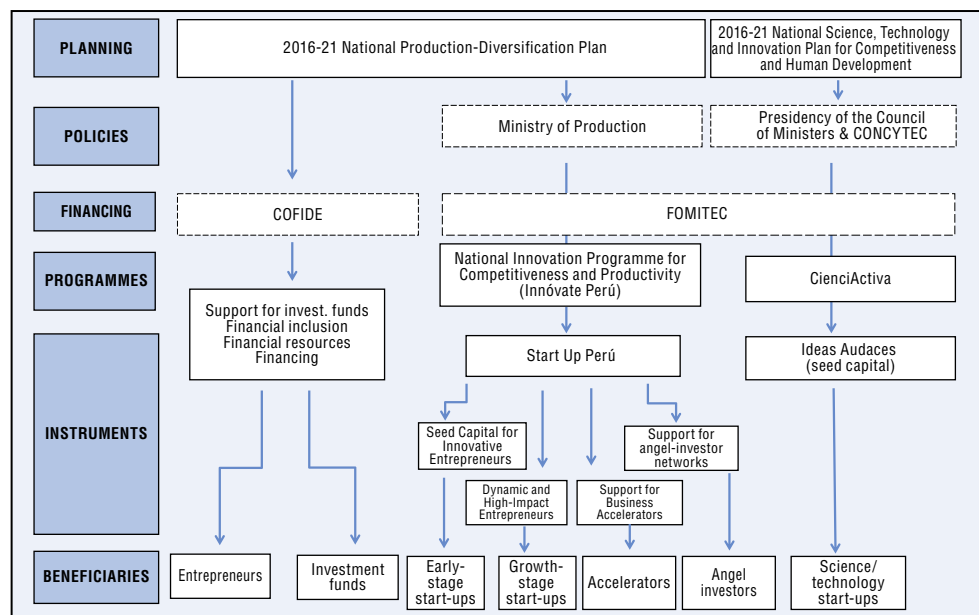 PLANNING
2016-21 National Production-Diversification Plan
2016-21 National Science, Technology
and Innovation Plan for Competitiveness
and Human Development
POLICIES
Ministry of Production
Presidency of the Council
of Ministers & CONCYTEC
FINANCING
COFIDE
FOMITEC
PROGRAMMES
National Innovation Programme for
Competitiveness and Productivity
(Innóvate Perú)
CienciActiva
Support for invest. funds
Financial inclusion
Financial resources
Financing
Start Up Perú
Ideas Audaces
(seed capital)
INSTRUMENTS
Seed Capital for
Innovative
Entrepreneurs
Support for
angel-investor
networks
Dynamic and
High-Impact
Entrepreneurs
Support for
Business
Accelerators
BENEFICIARIES
Entrepreneurs
Investment
funds
Early-
stage
start-ups
Growth-
stage
start-ups
Accelerators
Angel
investors
Science/
technology
start-ups